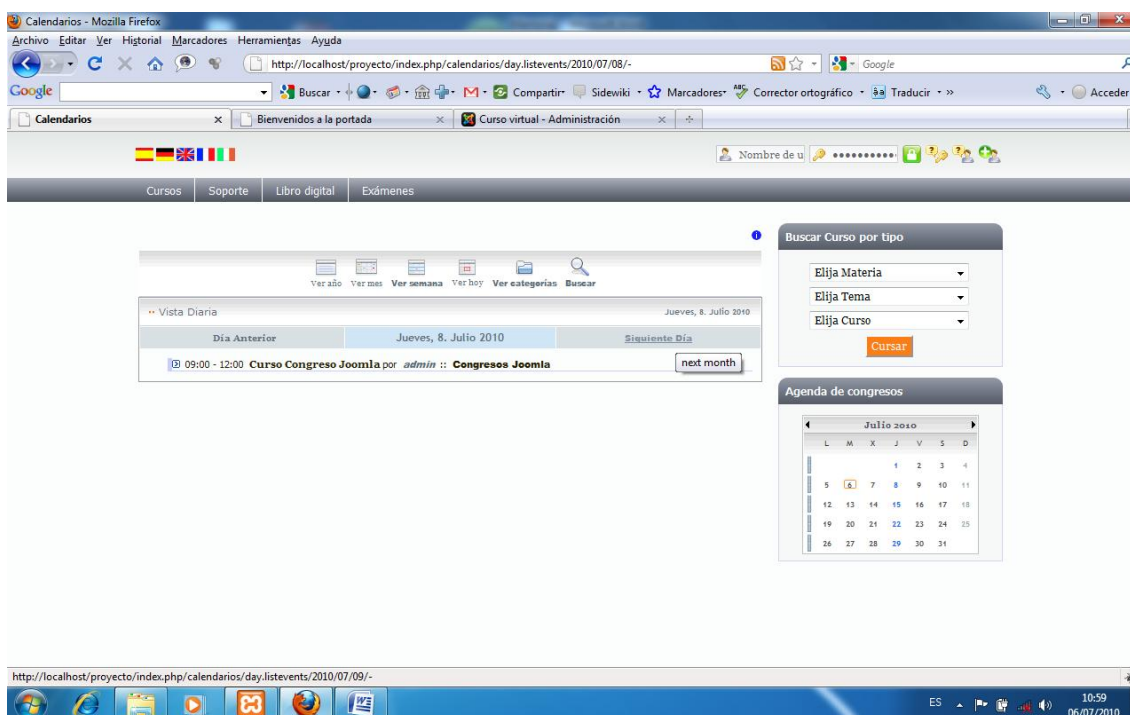 Calendarios - Mozilla Firefox
Archivo Editar Ver Historial Marcadores Herramientas Ayuda
http://localhost/proyecto/index.php/calendarios/day.listevents/2010/07/08/-
Google
Google Buscar Compartir Sidewiki Marcadores Corrector ortográfico Traducir » Acceder
Calendarios Bienvenidos a la portada Curso virtual - Administración
Nombre de u
Cursos Soporte Libro digital Exámenes
Buscar Curso por tipo
Elija Materia
Elija Tema
Elija Curso
Cursar
Ver año Ver mes Ver semana Ver hoy Ver categorías Buscar
Vista Diaria Jueves, 8. Julio 2010
Día Anterior Jueves, 8. Julio 2010 Siguiente Día
09:00 - 12:00 Curso Congreso Joomla por admin :: Congresos Joomla
next month
Agenda de congresos
Julio 2010
L M X J V S D
1 2 3 4
5 6 7 8 9 10 11
12 13 14 15 16 17 18
19 20 21 22 23 24 25
26 27 28 29 30 31
http://localhost/proyecto/index.php/calendarios/day.listevents/2010/07/09/-
ES 10:59
06/07/2010